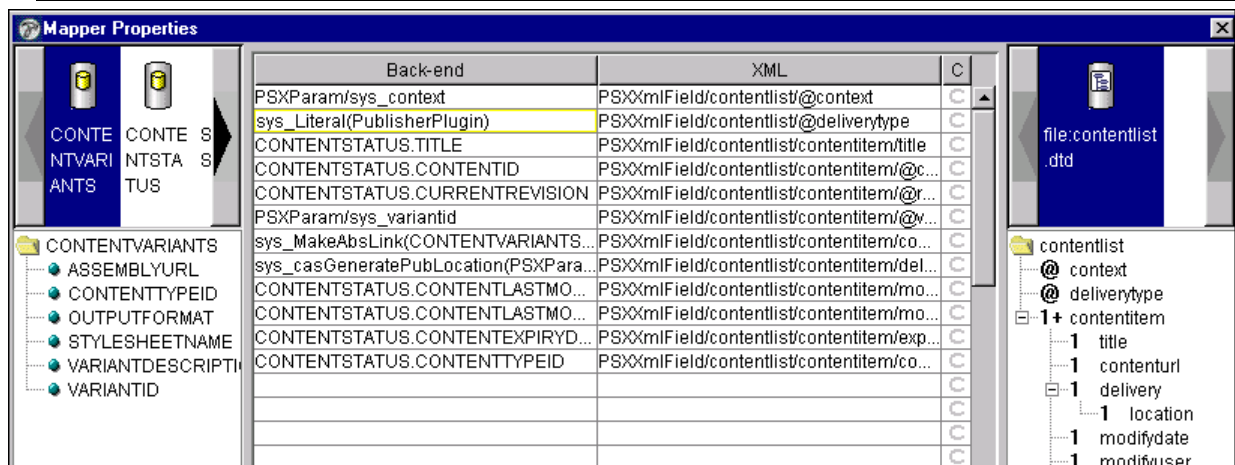 Mapper Properties
CONTE
NTVARI
ANTS
CONTE
NTSTA
TUS
S
S
CONTENTVARIANTS
ASSEMBLYURL
CONTENTTYPEID
OUTPUTFORMAT
STYLESHEETNAME
VARIANTDESCRIPTI
VARIANTID
Back-end XML C
PSXParam/sys_context PSXXmlField/contentlist/@context C
sys_Literal(PublisherPlugin) PSXXmlField/contentlist/@deliverytype C
CONTENTSTATUS.TITLE PSXXmlField/contentlist/contentitem/title C
CONTENTSTATUS.CONTENTID PSXXmlField/contentlist/contentitem/@c... C
CONTENTSTATUS.CURRENTREVISION PSXXmlField/contentlist/contentitem/@r... C
PSXParam/sys_variantid PSXXmlField/contentlist/contentitem/@v... C
sys_MakeAbsLink(CONTENTVARIANTS... PSXXmlField/contentlist/contentitem/co... C
sys_casGeneratePubLocation(PSXPara... PSXXmlField/contentlist/contentitem/del... C
CONTENTSTATUS.CONTENTLASTMO... PSXXmlField/contentlist/contentitem/mo... C
CONTENTSTATUS.CONTENTLASTMO... PSXXmlField/contentlist/contentitem/mo... C
CONTENTSTATUS.CONTENTEXPIRYD... PSXXmlField/contentlist/contentitem/exp... C
CONTENTSTATUS.CONTENTTYPEID PSXXmlField/contentlist/contentitem/co... C
C
C
C
C
file:contentlist
.dtd
contentlist
@ context
@ deliverytype
1+ contentitem
1 title
1 contenturl
1 delivery
1 location
1 modifydate
1 modifyuser